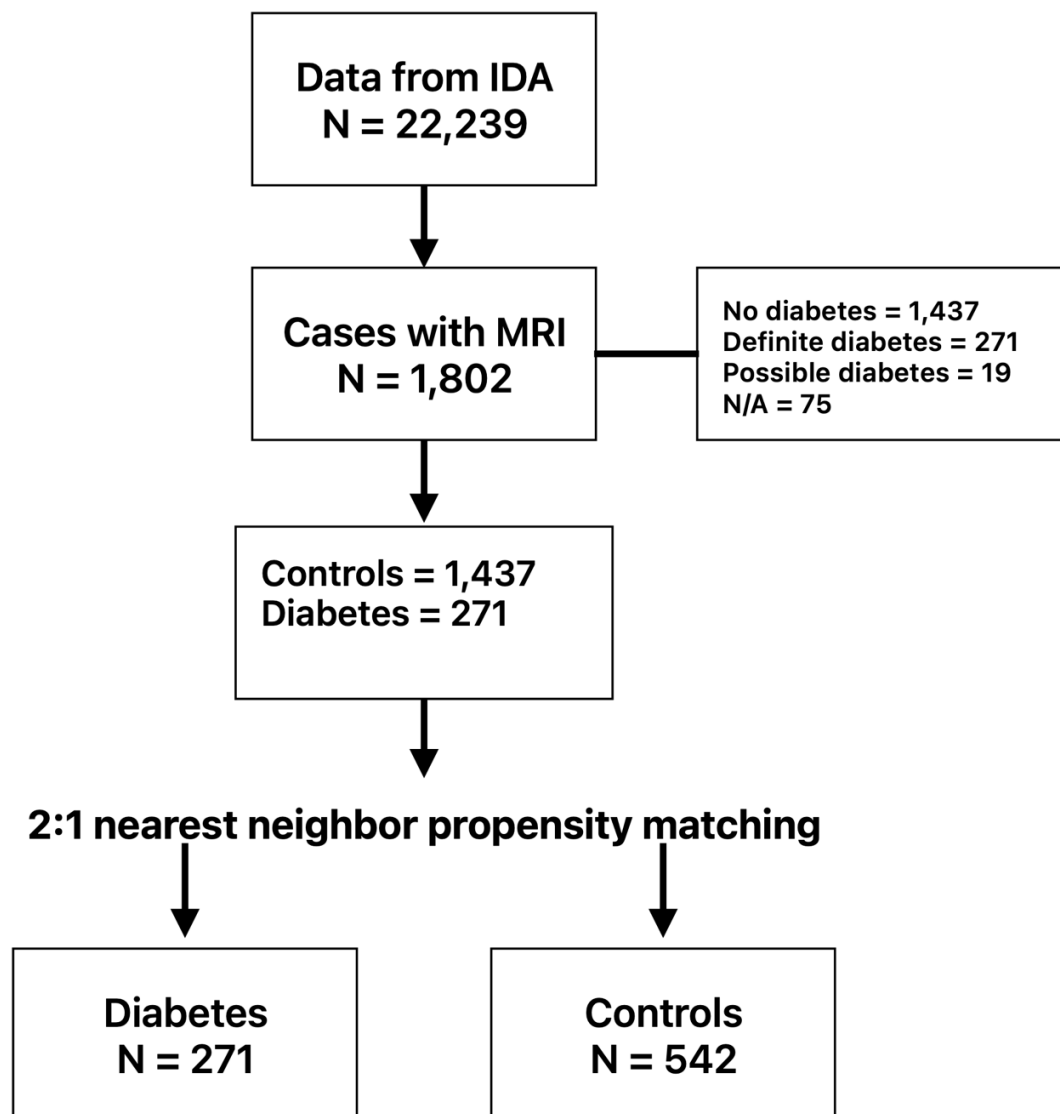 Data from IDA
N = 22,239
Cases with MRI
N = 1,802
No diabetes = 1,437
Definite diabetes = 271
Possible diabetes = 19
N/A = 75
Controls = 1,437
Diabetes = 271
2:1 nearest neighbor propensity matching
Diabetes
N = 271
Controls
N = 542